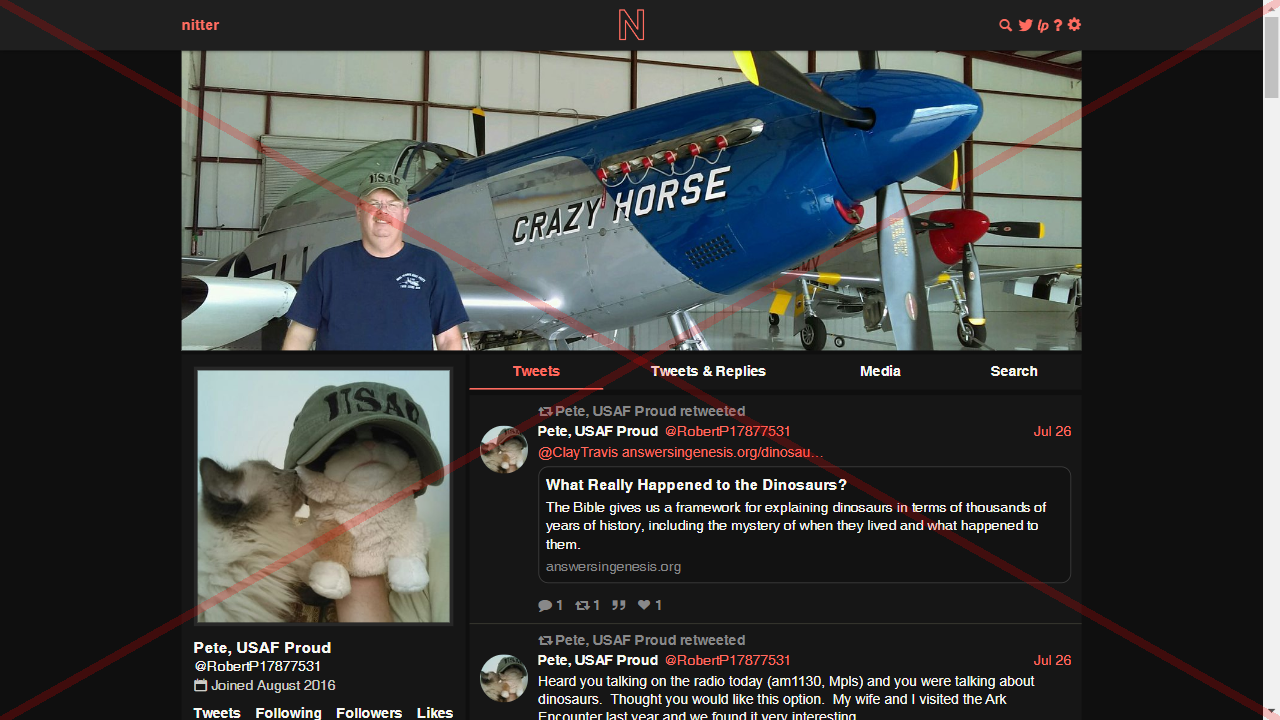 nitter
N
lp ?
USAF
CRAZY HORSE
Tweets
Tweets & Replies
Media
Search
USAF
Pete, USAF Proud
@RobertP17877531
Joined August 2016
Tweets Following Followers Likes
Pete, USAF Proud retweeted
Pete, USAF Proud @RobertP17877531 Jul 26
@ClayTravis answersingenesis.org/dinosau…
What Really Happened to the Dinosaurs?
The Bible gives us a framework for explaining dinosaurs in terms of thousands of
years of history, including the mystery of when they lived and what happened to
them.
answersingenesis.org
1 1 1
Pete, USAF Proud retweeted
Pete, USAF Proud @RobertP17877531 Jul 26
Heard you talking on the radio today (am1130, Mpls) and you were talking about
dinosaurs. Thought you would like this option. My wife and I visited the Ark
Encounter last year and we found it very interesting